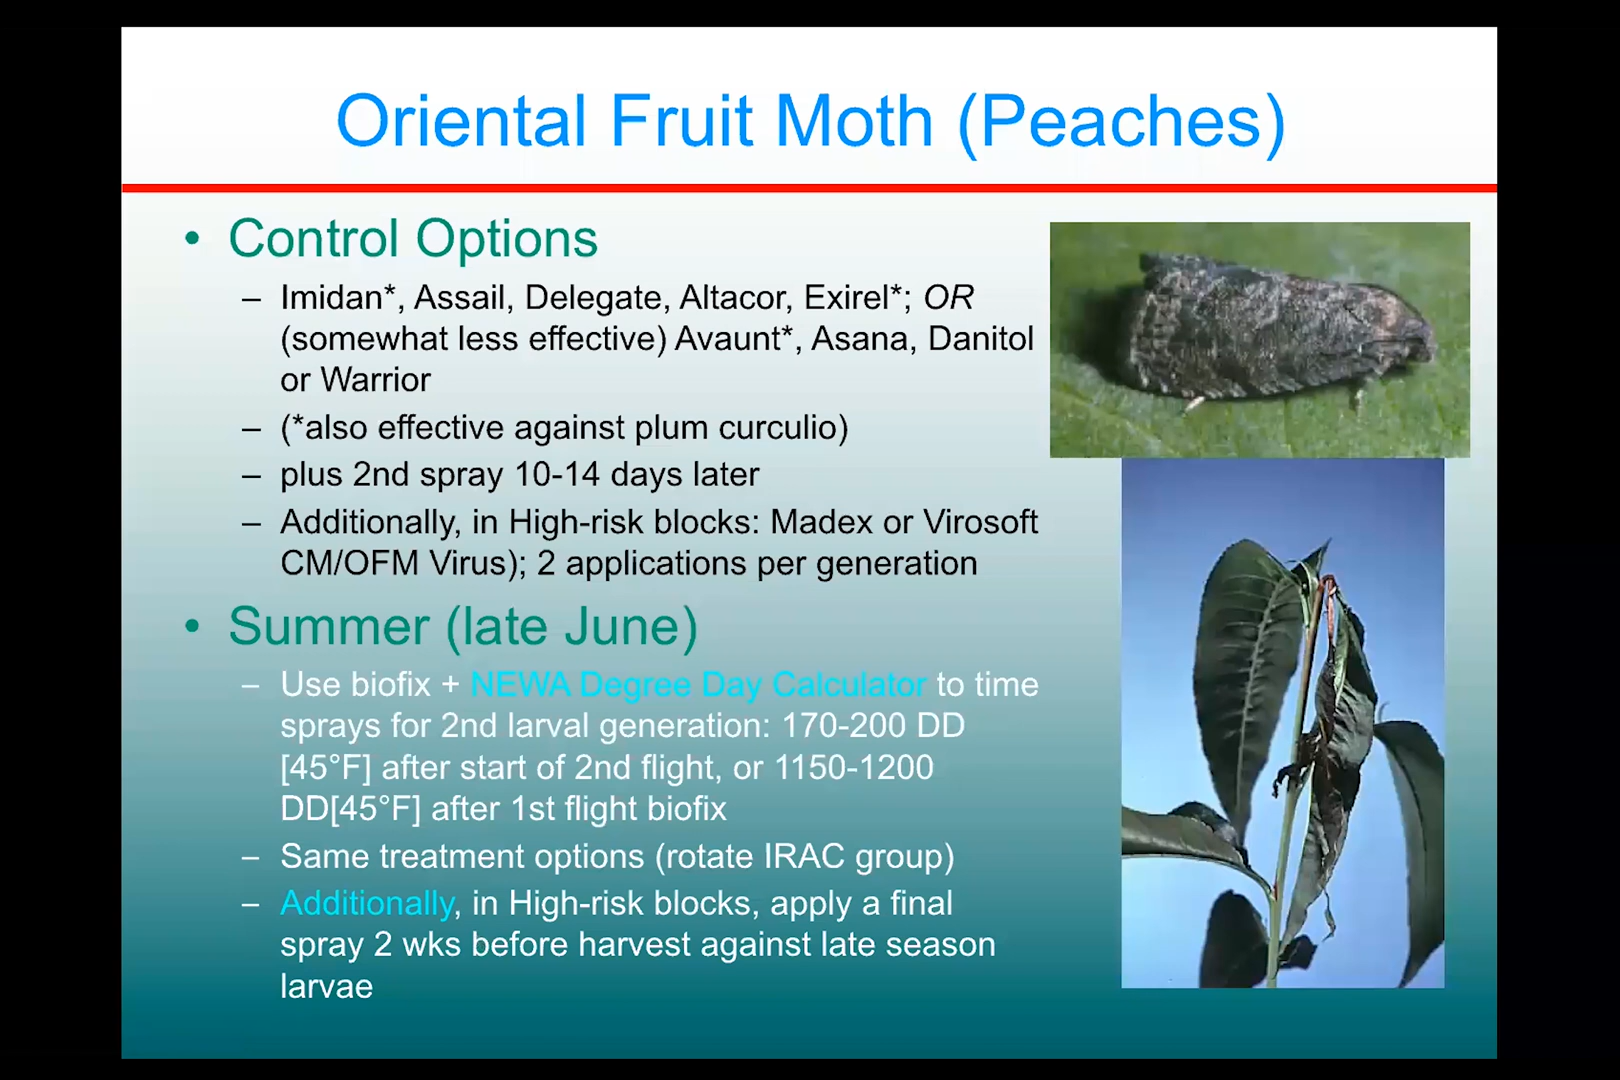 Oriental Fruit Moth (Peaches)
• Control Options
– Imidan*, Assail, Delegate, Altacor, Exirel*; OR
(somewhat less effective) Avaunt*, Asana, Danitol
or Warrior
– (*also effective against plum curculio)
– plus 2nd spray 10-14 days later
– Additionally, in High-risk blocks: Madex or Virosoft
CM/OFM Virus); 2 applications per generation
• Summer (late June)
– Use biofix + NEWA Degree Day Calculator to time
sprays for 2nd larval generation: 170-200 DD
[45°F] after start of 2nd flight, or 1150-1200
DD[45°F] after 1st flight biofix
– Same treatment options (rotate IRAC group)
– Additionally, in High-risk blocks, apply a final
spray 2 wks before harvest against late season
larvae